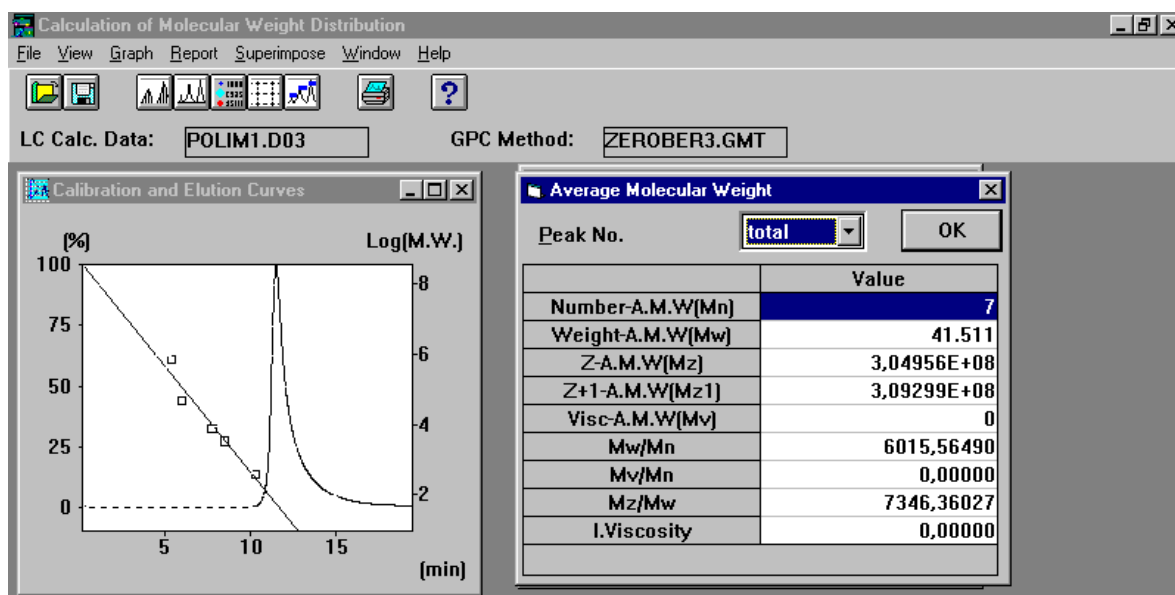 Calculation of Molecular Weight Distribution
File View Graph Report Superimpose Window Help
LC Calc. Data: POLIM1.D03 GPC Method: ZEROBER3.GMT
Calibration and Elution Curves
(%) Log(M.W.)
100
75
50
25
0
8
6
4
2
5 10 15
(min)
Average Molecular Weight
Peak No. total OK
Value
Number-A.M.W(Mn) 7
Weight-A.M.W(Mw) 41.511
Z-A.M.W(Mz) 3,04956E+08
Z+1-A.M.W(Mz1) 3,09299E+08
Visc-A.M.W(Mv) 0
Mw/Mn 6015,56490
Mv/Mn 0,00000
Mz/Mw 7346,36027
I.Viscosity 0,00000